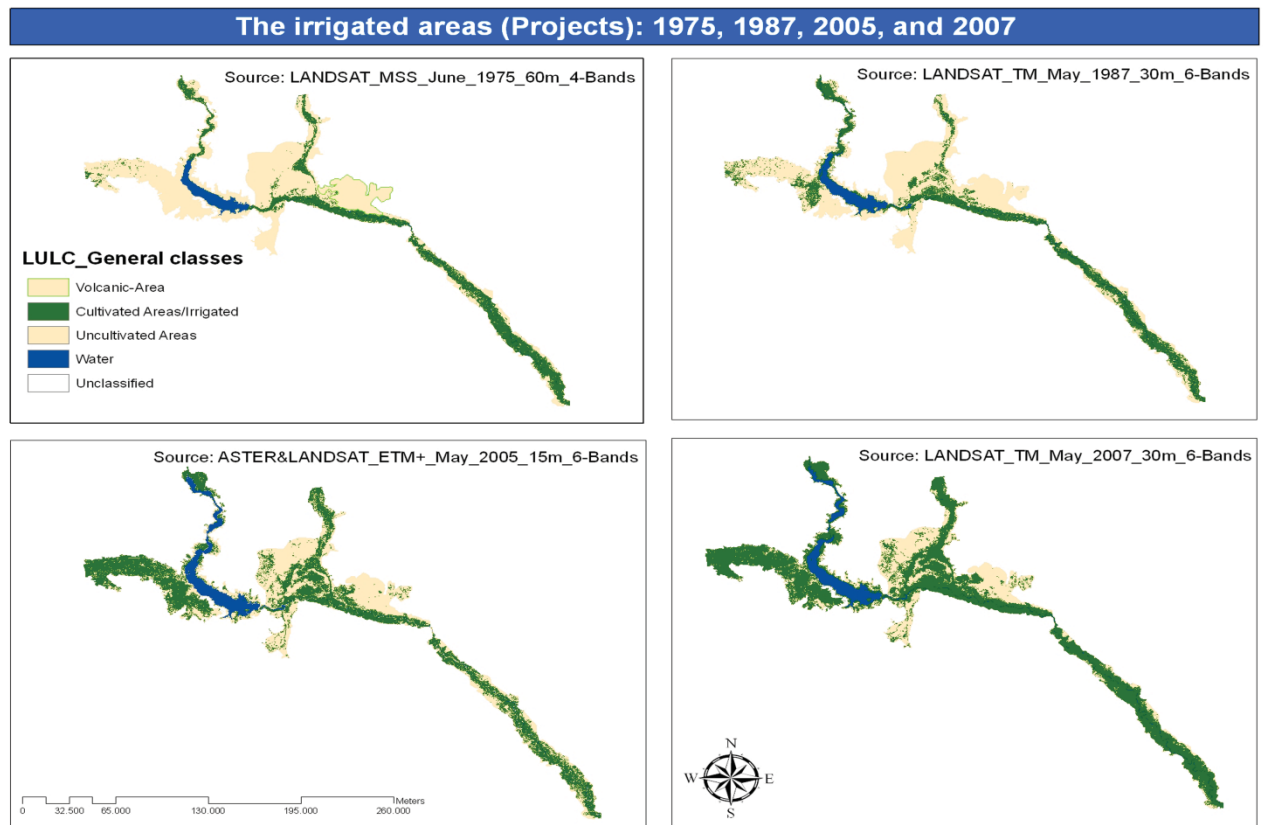 The irrigated areas (Projects): 1975, 1987, 2005, and 2007
Source: LANDSAT_MSS_June_1975_60m_4-Bands
Source: LANDSAT_TM_May_1987_30m_6-Bands
LULC_General classes
Volcanic-Area
Cultivated Areas/Irrigated
Uncultivated Areas
Water
Unclassified
Source: ASTER&LANDSAT_ETM+_May_2005_15m_6-Bands
Source: LANDSAT_TM_May_2007_30m_6-Bands
Meters
0 32.500 65.000 130.000 195.000 260.000
N
W E
S